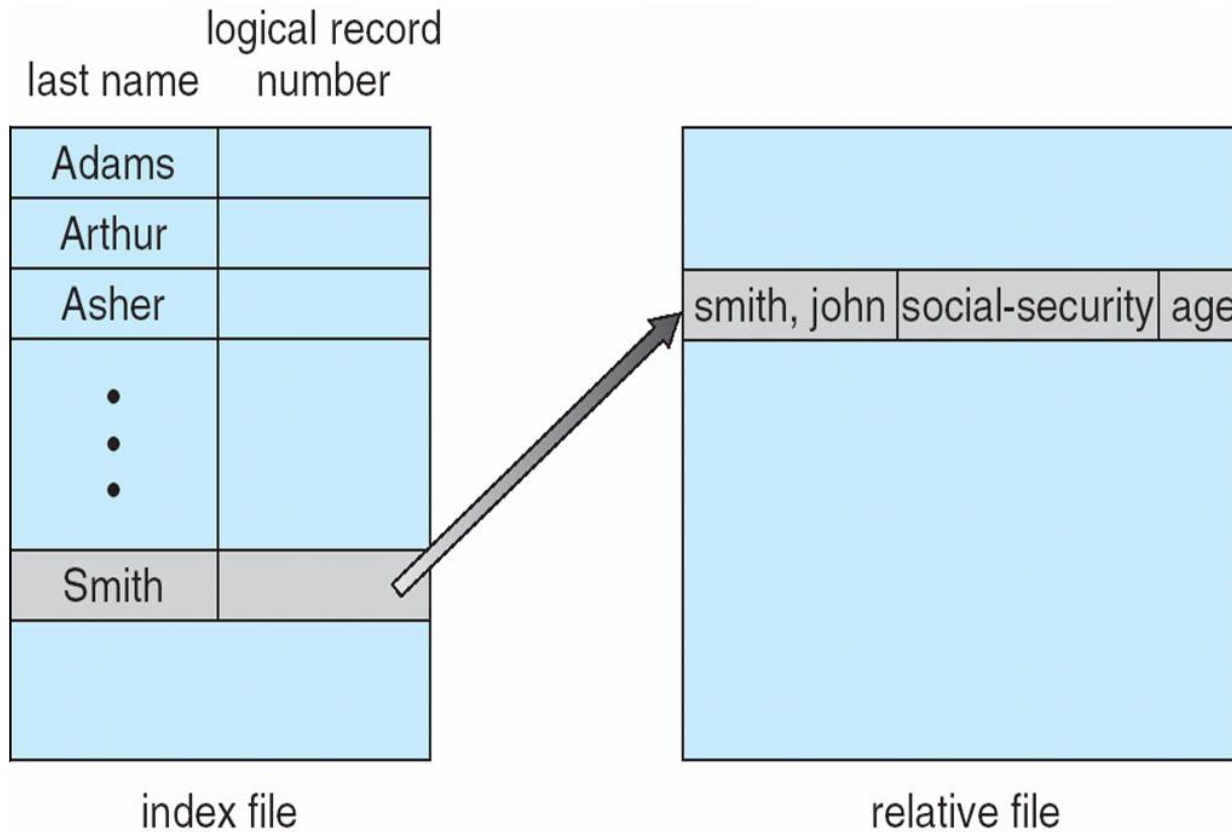 logical record
last name number
Adams
Arthur
Asher
Smith
smith, john social-security age
index file
relative file